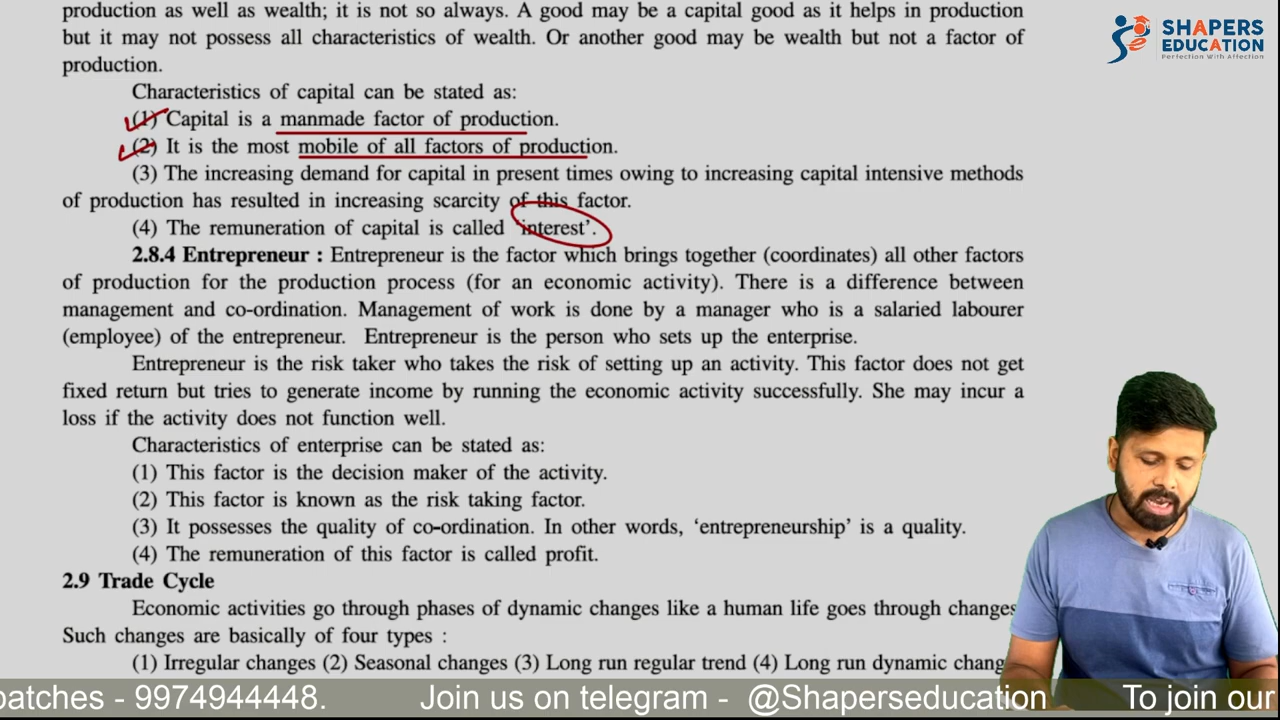 production as well as wealth; it is not so always. A good may be a capital good as it helps in production
but it may not possess all characteristics of wealth. Or another good may be wealth but not a factor of
production.
Characteristics of capital can be stated as:
(1) Capital is a manmade factor of production.
(2) It is the most mobile of all factors of production.
(3) The increasing demand for capital in present times owing to increasing capital intensive methods
of production has resulted in increasing scarcity of this factor.
(4) The remuneration of capital is called 'interest'.
2.8.4 Entrepreneur : Entrepreneur is the factor which brings together (coordinates) all other factors
of production for the production process (for an economic activity). There is a difference between
management and co-ordination. Management of work is done by a manager who is a salaried labourer
(employee) of the entrepreneur. Entrepreneur is the person who sets up the enterprise.
Entrepreneur is the risk taker who takes the risk of setting up an activity. This factor does not get
fixed return but tries to generate income by running the economic activity successfully. She may incur a
loss if the activity does not function well.
Characteristics of enterprise can be stated as:
(1) This factor is the decision maker of the activity.
(2) This factor is known as the risk taking factor.
(3) It possesses the quality of co-ordination. In other words, 'entrepreneurship' is a quality.
(4) The remuneration of this factor is called profit.
2.9 Trade Cycle
Economic activities go through phases of dynamic changes like a human life goes through changes
Such changes are basically of four types :
(1) Irregular changes (2) Seasonal changes (3) Long run regular trend (4) Long run dynamic chang
patches - 9974944448. Join us on telegram - @Shaperseducation To join our
SHAPERS
EDUCATION
Perfection With Affection